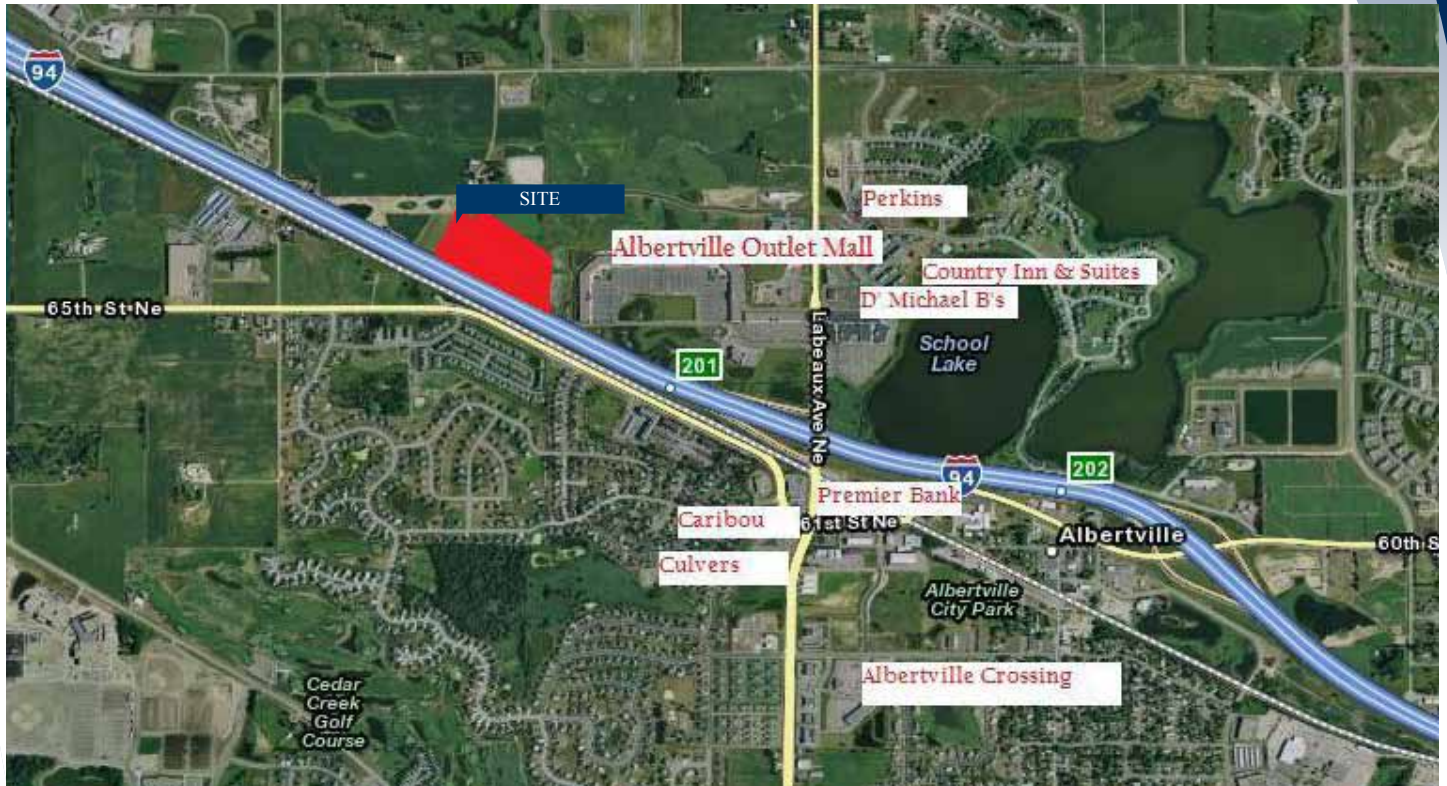 94
SITE
Perkins
Albertville Outlet Mall
Country Inn & Suites
D' Michael B's
65th St Ne
Labeaux Ave Ne
School
Lake
201
94
202
Premier Bank
Caribou
61st St Ne
Albertville
60th S
Culvers
Albertville
City Park
Albertville Crossing
Cedar
Creek
Golf
Course